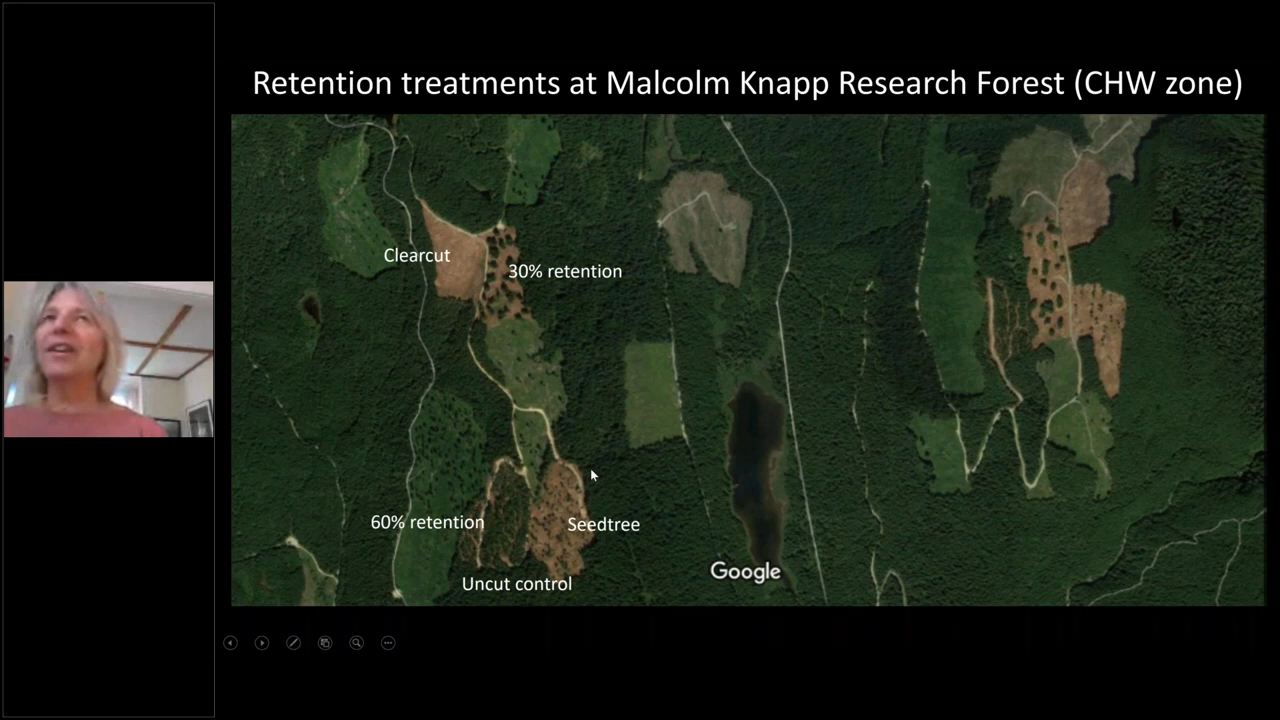 Retention treatments at Malcolm Knapp Research Forest (CHW zone)
Clearcut
30% retention
60% retention
Seedtree
Uncut control
Google